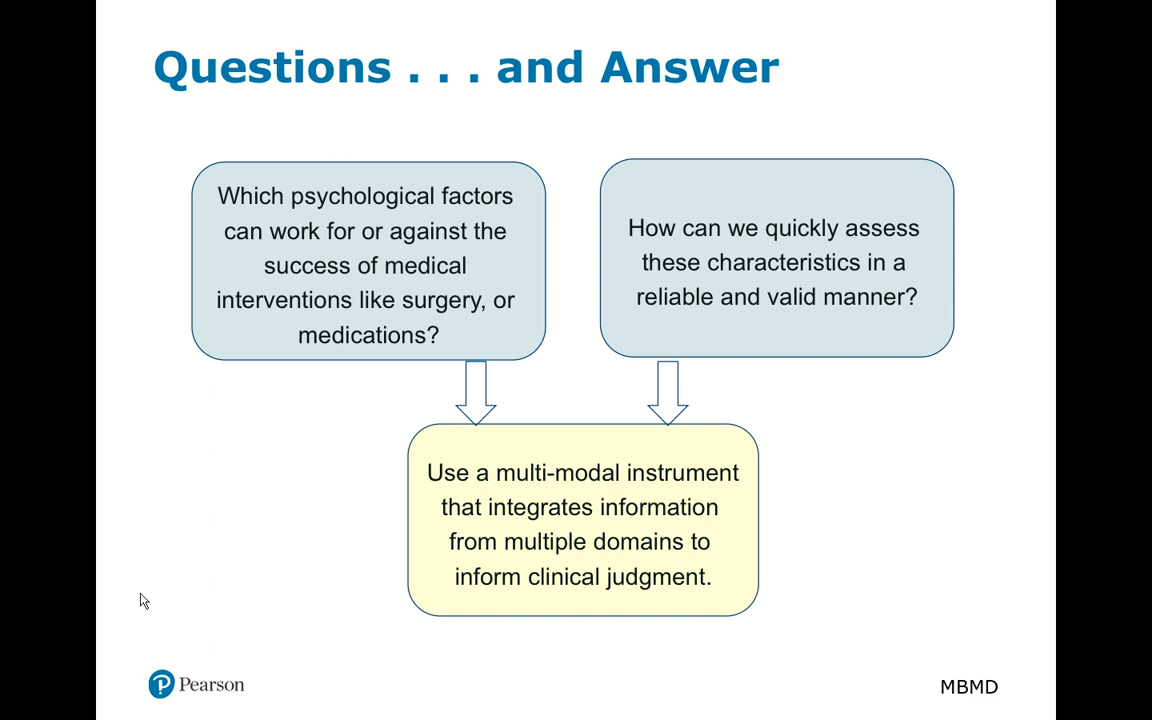 Questions . . . and Answer
Which psychological factors
can work for or against the
success of medical
interventions like surgery, or
medications?
How can we quickly assess
these characteristics in a
reliable and valid manner?
Use a multi-modal instrument
that integrates information
from multiple domains to
inform clinical judgment.
Pearson
MBMD